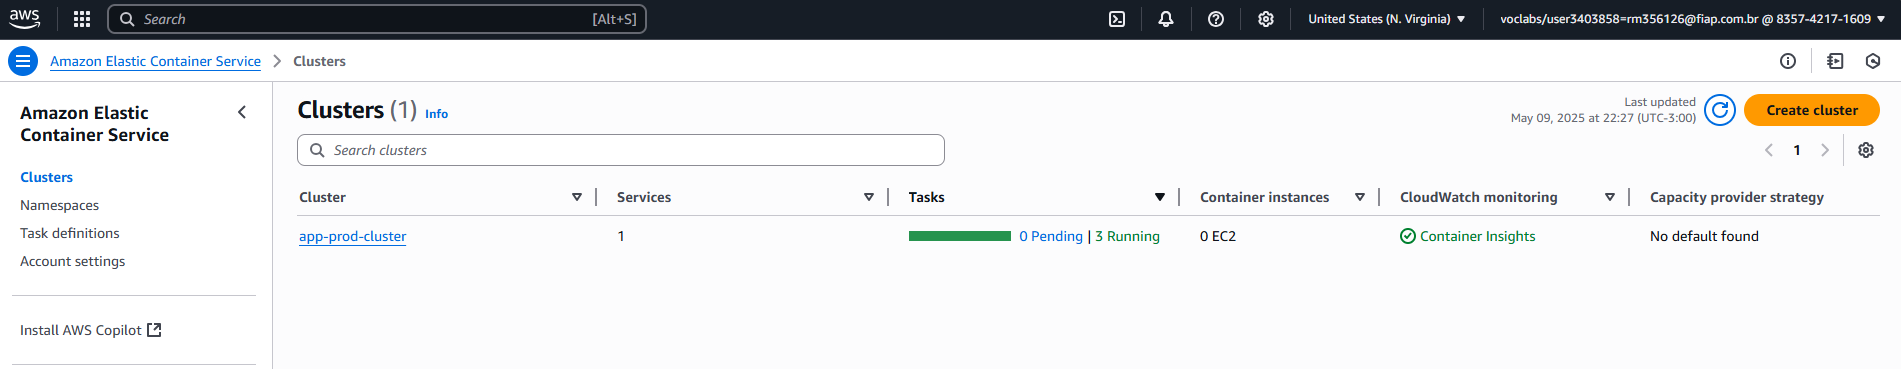 aws
Search [Alt+S] United States (N. Virginia) voclabs/user3403858=rm356126@fiap.com.br @ 8357-4217-1609
Amazon Elastic Container Service Clusters
Amazon Elastic
Container Service
Clusters
Namespaces
Task definitions
Account settings
Install AWS Copilot
Clusters (1) Info
Last updated
May 09, 2025 at 22:27 (UTC-3:00)
Create cluster
Search clusters
1
Cluster Services Tasks Container instances CloudWatch monitoring Capacity provider strategy
app-prod-cluster 1 0 Pending | 3 Running 0 EC2 Container Insights No default found